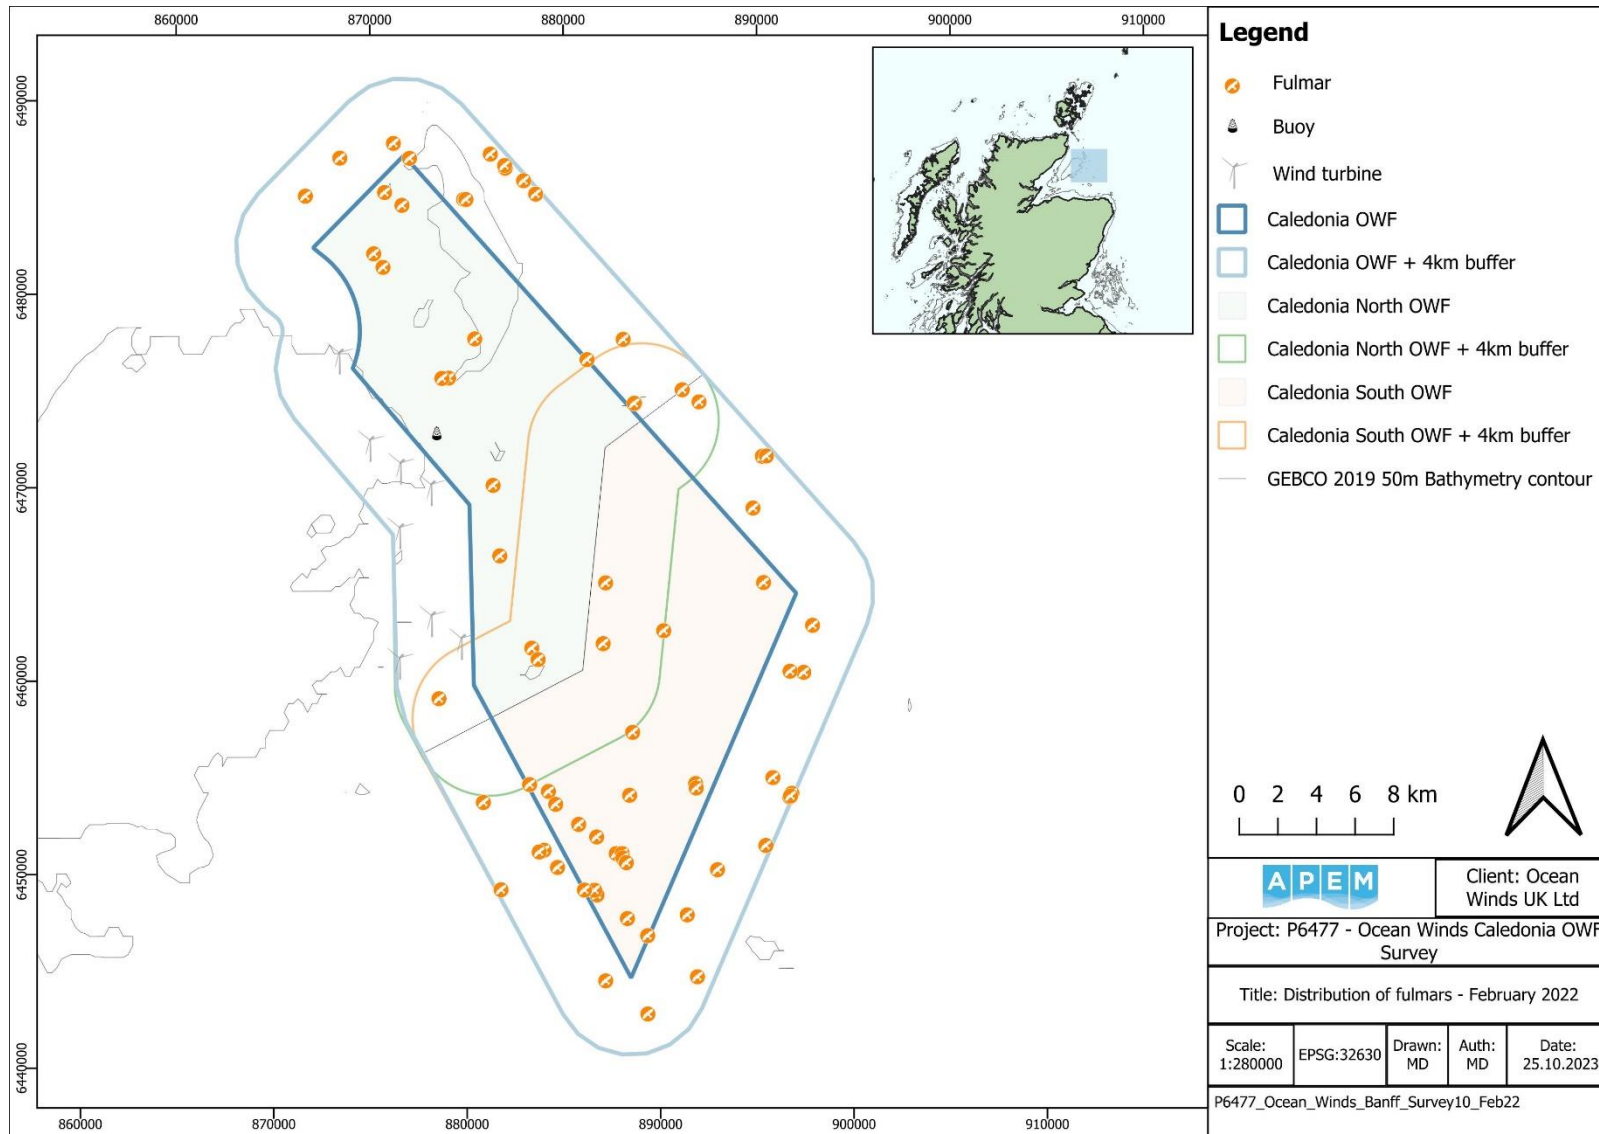 860000 870000 880000 890000 900000 910000
6490000
6480000
6470000
6460000
6450000
6440000
860000 870000 880000 890000 900000 910000
Legend
Fulmar
Buoy
Wind turbine
Caledonia OWF
Caledonia OWF + 4km buffer
Caledonia North OWF
Caledonia North OWF + 4km buffer
Caledonia South OWF
Caledonia South OWF + 4km buffer
GEBCO 2019 50m Bathymetry contour
0 2 4 6 8 km
APEM
Client: Ocean
Winds UK Ltd
Project: P6477 - Ocean Winds Caledonia OWF
Survey
Title: Distribution of fulmars - February 2022
Scale:
1:280000
EPSG:32630
Drawn:
MD
Auth:
MD
Date:
25.10.2023
P6477_Ocean_Winds_Banff_Survey10_Feb22